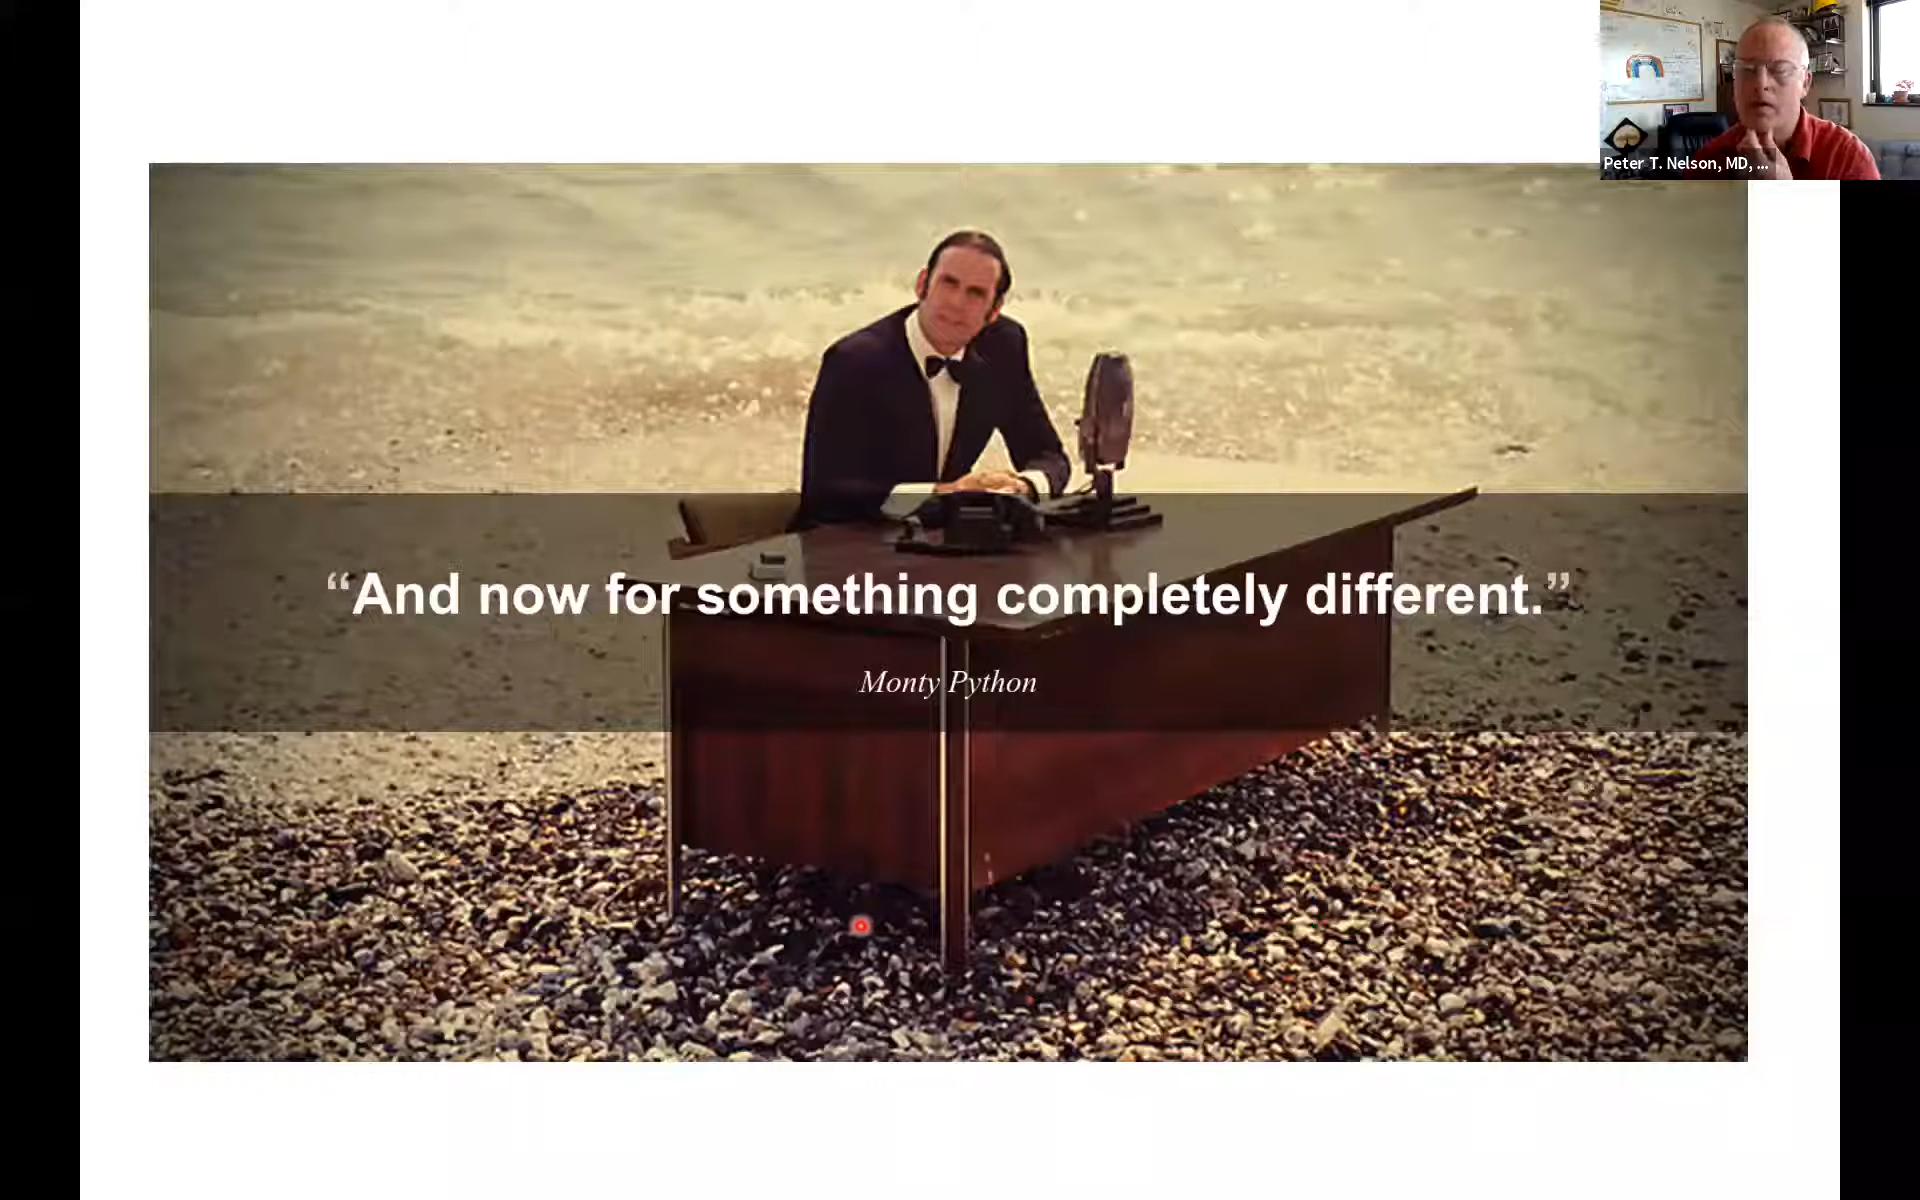 Peter T. Nelson, MD, ...
“And now for something completely different.”
Monty Python